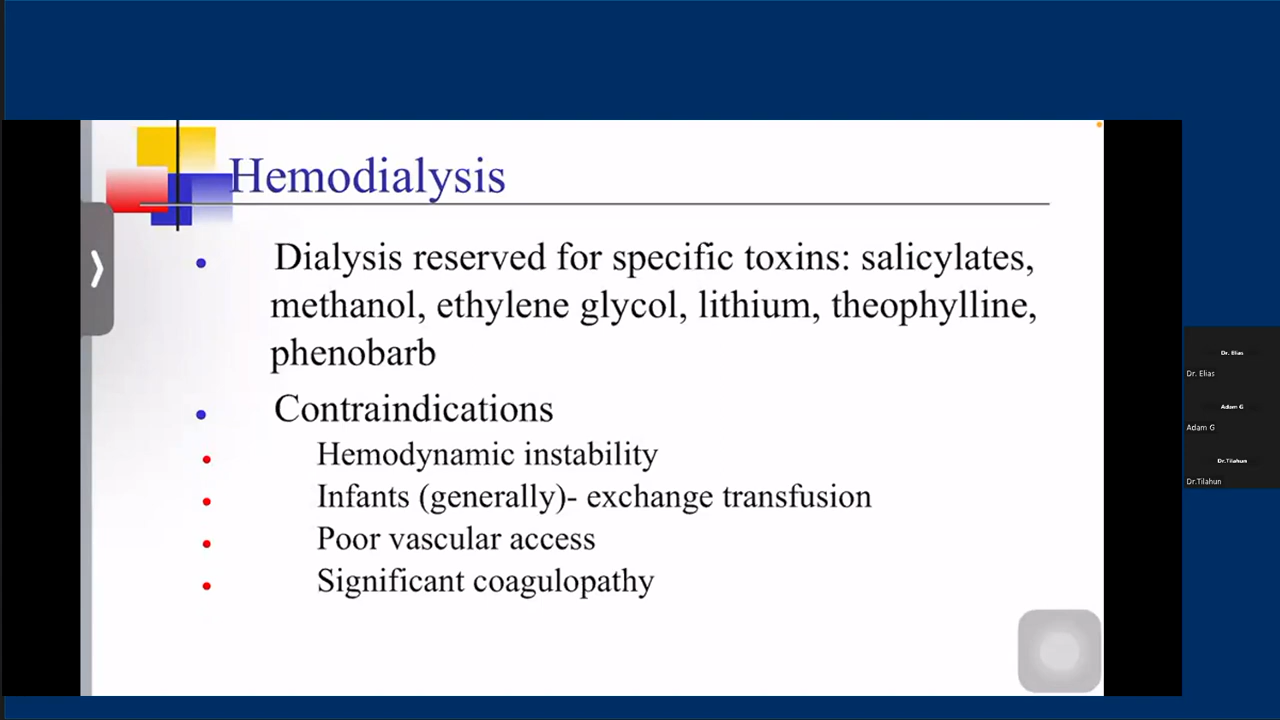 Hemodialysis
Dialysis reserved for specific toxins: salicylates,
methanol, ethylene glycol, lithium, theophylline,
phenobarb
Contraindications
Hemodynamic instability
Infants (generally)- exchange transfusion
Poor vascular access
Significant coagulopathy
Dr. Elias
Dr. Elias
Adam G
Adam G
Dr.Tilahun
Dr.Tilahun